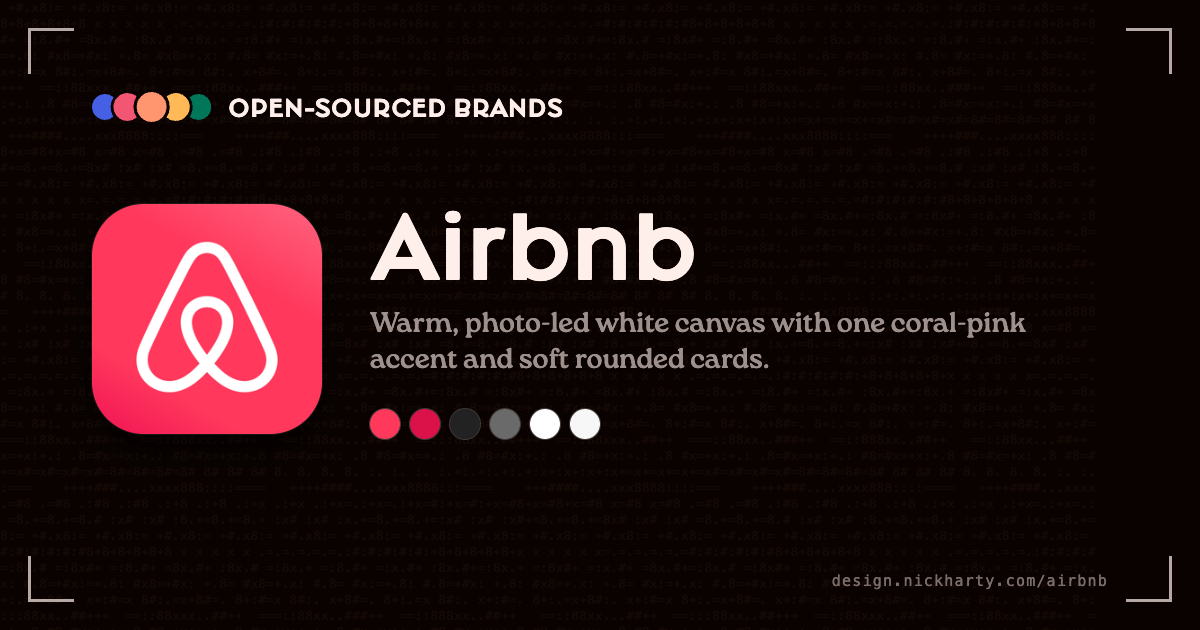 OPEN-SOURCED BRANDS
Airbnb
Warm, photo-led white canvas with one coral-pink
accent and soft rounded cards.
design.nickharty.com/airbnb